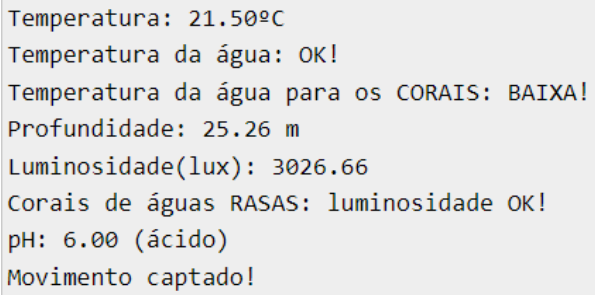 Temperatura: 21.50ºC
Temperatura da água: OK!
Temperatura da água para os CORAIS: BAIXA!
Profundidade: 25.26 m
Luminosidade(lux): 3026.66
Corais de águas RASAS: luminosidade OK!
pH: 6.00 (ácido)
Movimento captado!